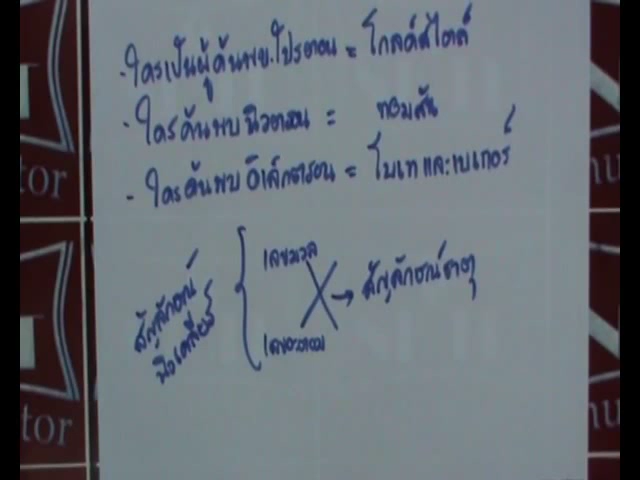 - ใครเป็นผู้ค้นพบ โปรตอน = โกลด์สไตล์
- ใครค้นพบ นิวตรอน = ทอมสัน
- ใครค้นพบ อิเล็กตรอน = โบเทและเบเกอร์
สัญลักษณ์นิวเคลียร์
เลขมวล
X → สัญลักษณ์ธาตุ
เลขอะตอม
tor
tor
nu